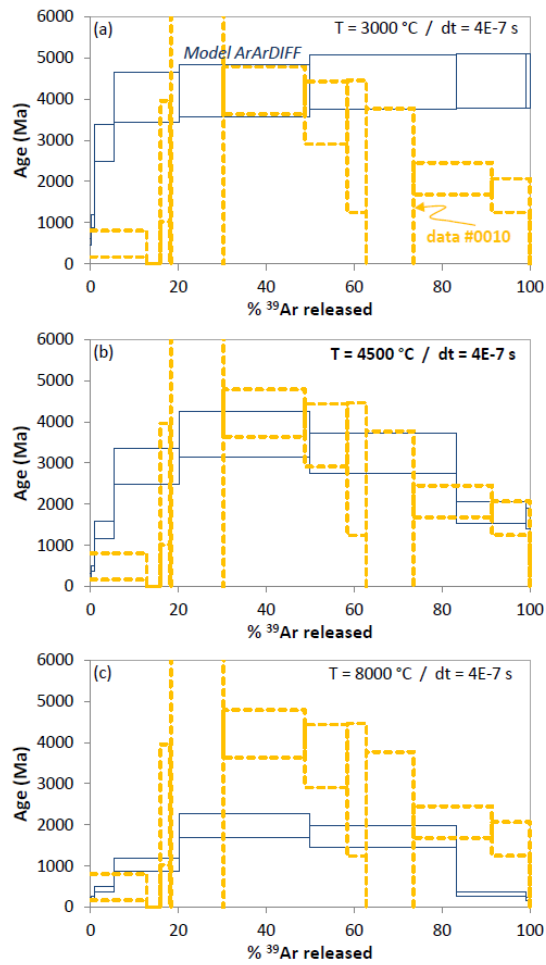 (a)
T = 3000 °C / dt = 4E-7 s
Model ArArDIFF
6000
5000
4000
3000
2000
1000
0
Age (Ma)
data #0010
0 20 40 60 80 100
% ³⁹Ar released
(b)
T = 4500 °C / dt = 4E-7 s
6000
5000
4000
3000
2000
1000
0
Age (Ma)
0 20 40 60 80 100
% ³⁹Ar released
(c)
T = 8000 °C / dt = 4E-7 s
6000
5000
4000
3000
2000
1000
0
Age (Ma)
0 20 40 60 80 100
% ³⁹Ar released